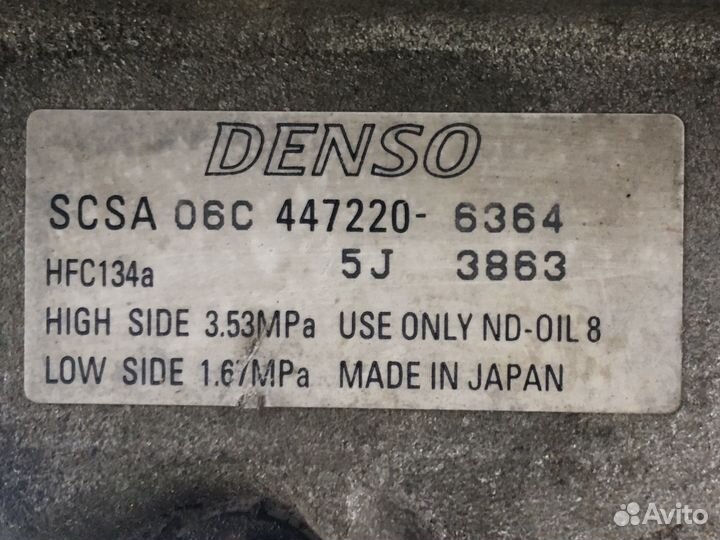 DENSO
SCSA 06C 447220- 6364
HFC134a 5J 3863
HIGH SIDE 3.53MPa USE ONLY ND-OIL 8
LOW SIDE 1.67MPa MADE IN JAPAN
Avito